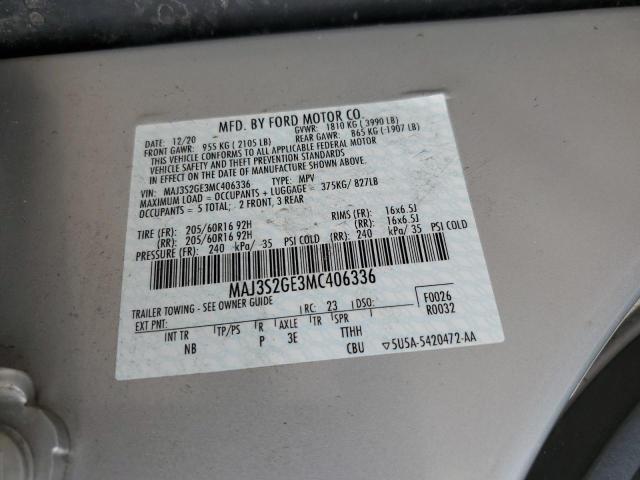 MFD. BY FORD MOTOR CO.
12/20 GVWR: 1810 KG ( 3990 LB)
FRONT GAWR: 955 KG ( 2105 LB) REAR GAWR: 865 KG ( 1907 LB)
THIS VEHICLE CONFORMS TO ALL APPLICABLE FEDERAL MOTOR
VEHICLE SAFETY AND THEFT PREVENTION STANDARDS
IN EFFECT ON THE DATE OF MANUFACTURE SHOWN ABOVE.
VIN: MAJ3S2GE3MC406336 TYPE: MPV
MAXIMUM LOAD = OCCUPANTS + LUGGAGE = 375KG/827LB
OCCUPANTS = 5 TOTAL; 2 FRONT, 3 REAR
TIRE (FR): 205/60R16 92H RIMS (FR): 16x6.5J
(RR): 205/60R16 92H (RR): 16x6.5J
PRESSURE (FR): 240 kPa/ 35 PSI COLD (RR): 240 kPa/ 35 PSI COLD
MAJ3S2GE3MC406336
TRAILER TOWING - SEE OWNER GUIDE
EXT PNT: RC: 23 DSO: F0026
R0032
INT TR TP/PS R AXLE TR SPR
NB P 3E TTHH
CBU ▽5U5A-5420472-AA